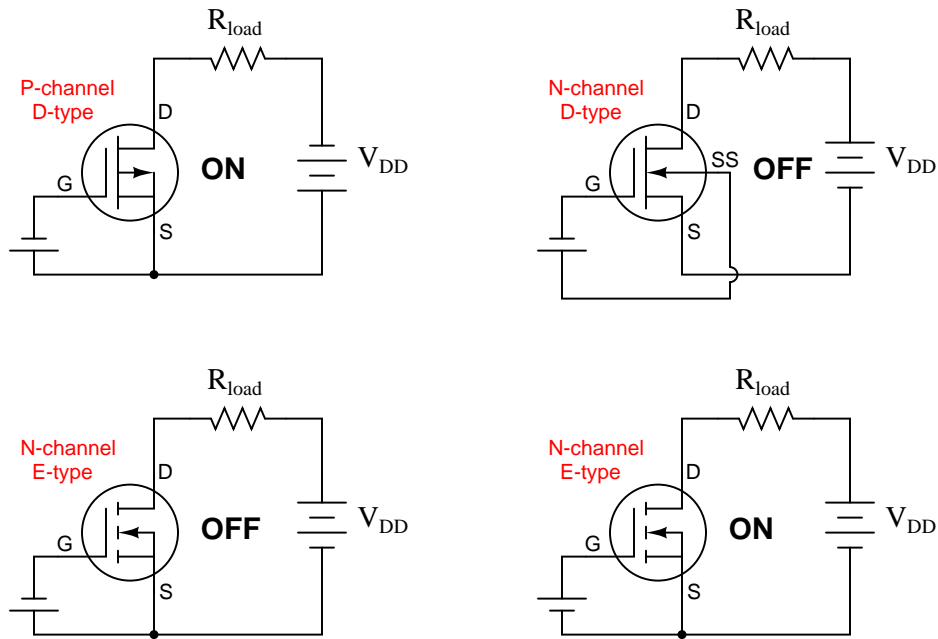 R_load
P-channel
D-type
D
G
ON
V_DD
S
R_load
N-channel
D-type
D
SS
G
OFF
V_DD
S
R_load
N-channel
E-type
D
G
OFF
V_DD
S
R_load
N-channel
E-type
D
G
ON
V_DD
S